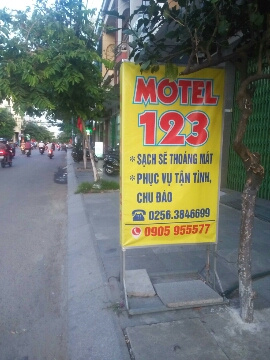 MOTEL
123
* SẠCH SẼ THOÁNG MÁT
* PHỤC VỤ TẬN TÌNH,
CHU ĐÁO
☎ 0256.3846699
✆ 0905 955577